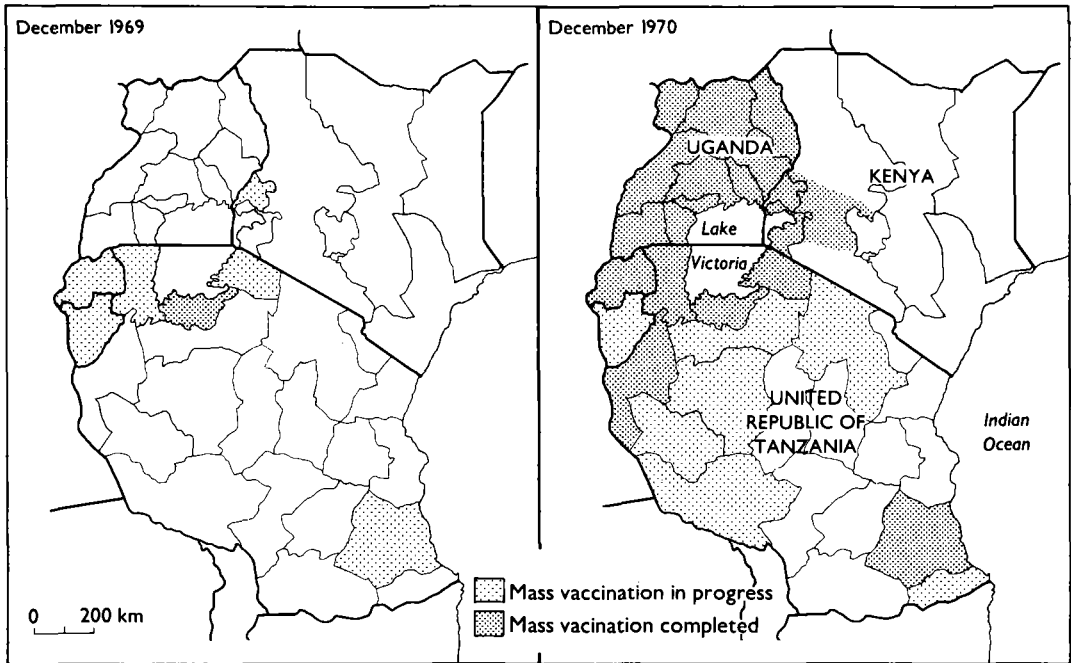 December 1969
0 200 km
December 1970
UGANDA
KENYA
Lake
Victoria
UNITED
REPUBLIC OF
TANZANIA
Indian
Ocean
Mass vaccination in progress
Mass vacination completed